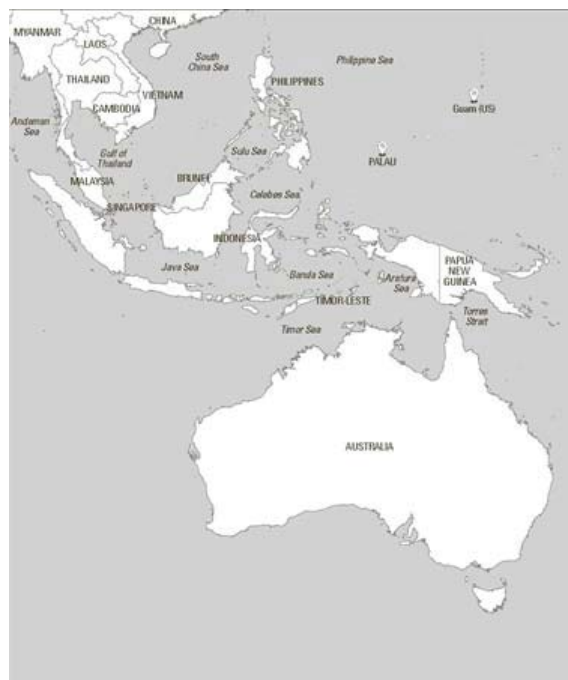 CHINA
MYANMAR
LAOS
South
China Sea
Philippine Sea
THAILAND
PHILIPPINES
VIETNAM
CAMBODIA
Guam (US)
Andaman
Sea
Gulf of
Thailand
Sulu Sea
PALAU
MALAYSIA
BRUNEI
Celebes Sea
SINGAPORE
INDONESIA
PAPUA
NEW
GUINEA
Java Sea
Banda Sea
Arafura
Sea
TIMOR-LESTE
Torres
Strait
Timor Sea
AUSTRALIA